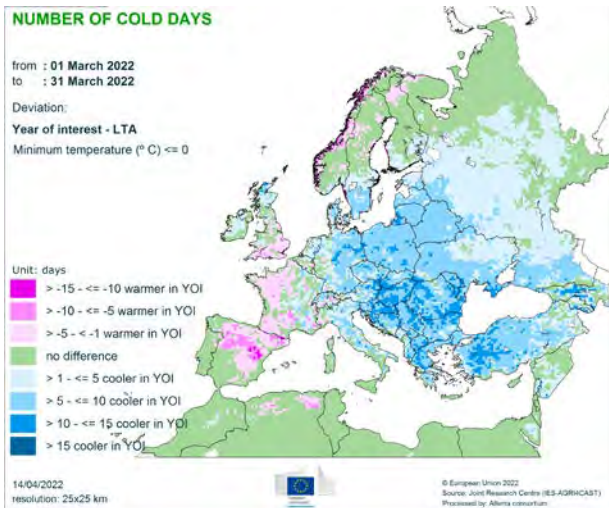 NUMBER OF COLD DAYS
from : 01 March 2022
to : 31 March 2022
Deviation:
Year of interest - LTA
Minimum temperature (º C) <= 0
Unit: days
> -15 - <= -10 warmer in YOI
> -10 - <= -5 warmer in YOI
> -5 - < -1 warmer in YOI
no difference
> 1 - <= 5 cooler in YOI
> 5 - <= 10 cooler in YOI
> 10 - <= 15 cooler in YOI
> 15 cooler in YOI
14/04/2022
resolution: 25x25 km
© European Union 2022
Source: Joint Research Centre (IES-AGRI4CAST)
Processed by: Alterra consortium